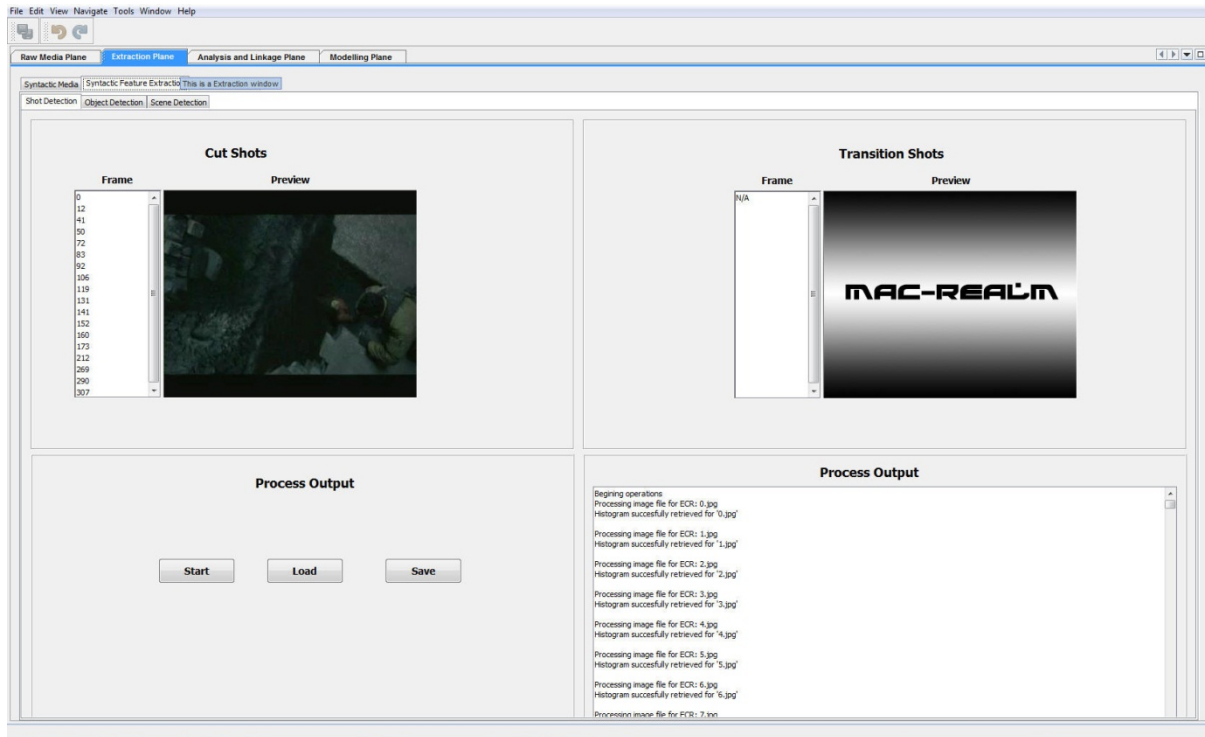 File Edit View Navigate Tools Window Help
Raw Media Plane Extraction Plane Analysis and Linkage Plane Modelling Plane
Syntactic Media Syntactic Feature Extractio This is a Extraction window
Shot Detection Object Detection Scene Detection
Cut Shots
Frame Preview
0
12
41
50
72
83
92
106
119
131
141
152
160
173
212
269
290
307
Transition Shots
Frame Preview
N/A
MAC-REALM
Process Output
Start Load Save
Process Output
Begining operations
Processing image file for ECR: 0.jpg
Histogram succesfully retrieved for '0.jpg'
Processing image file for ECR: 1.jpg
Histogram succesfully retrieved for '1.jpg'
Processing image file for ECR: 2.jpg
Histogram succesfully retrieved for '2.jpg'
Processing image file for ECR: 3.jpg
Histogram succesfully retrieved for '3.jpg'
Processing image file for ECR: 4.jpg
Histogram succesfully retrieved for '4.jpg'
Processing image file for ECR: 5.jpg
Histogram succesfully retrieved for '5.jpg'
Processing image file for ECR: 6.jpg
Histogram succesfully retrieved for '6.jpg'
Processing image file for ECR: 7.jpg